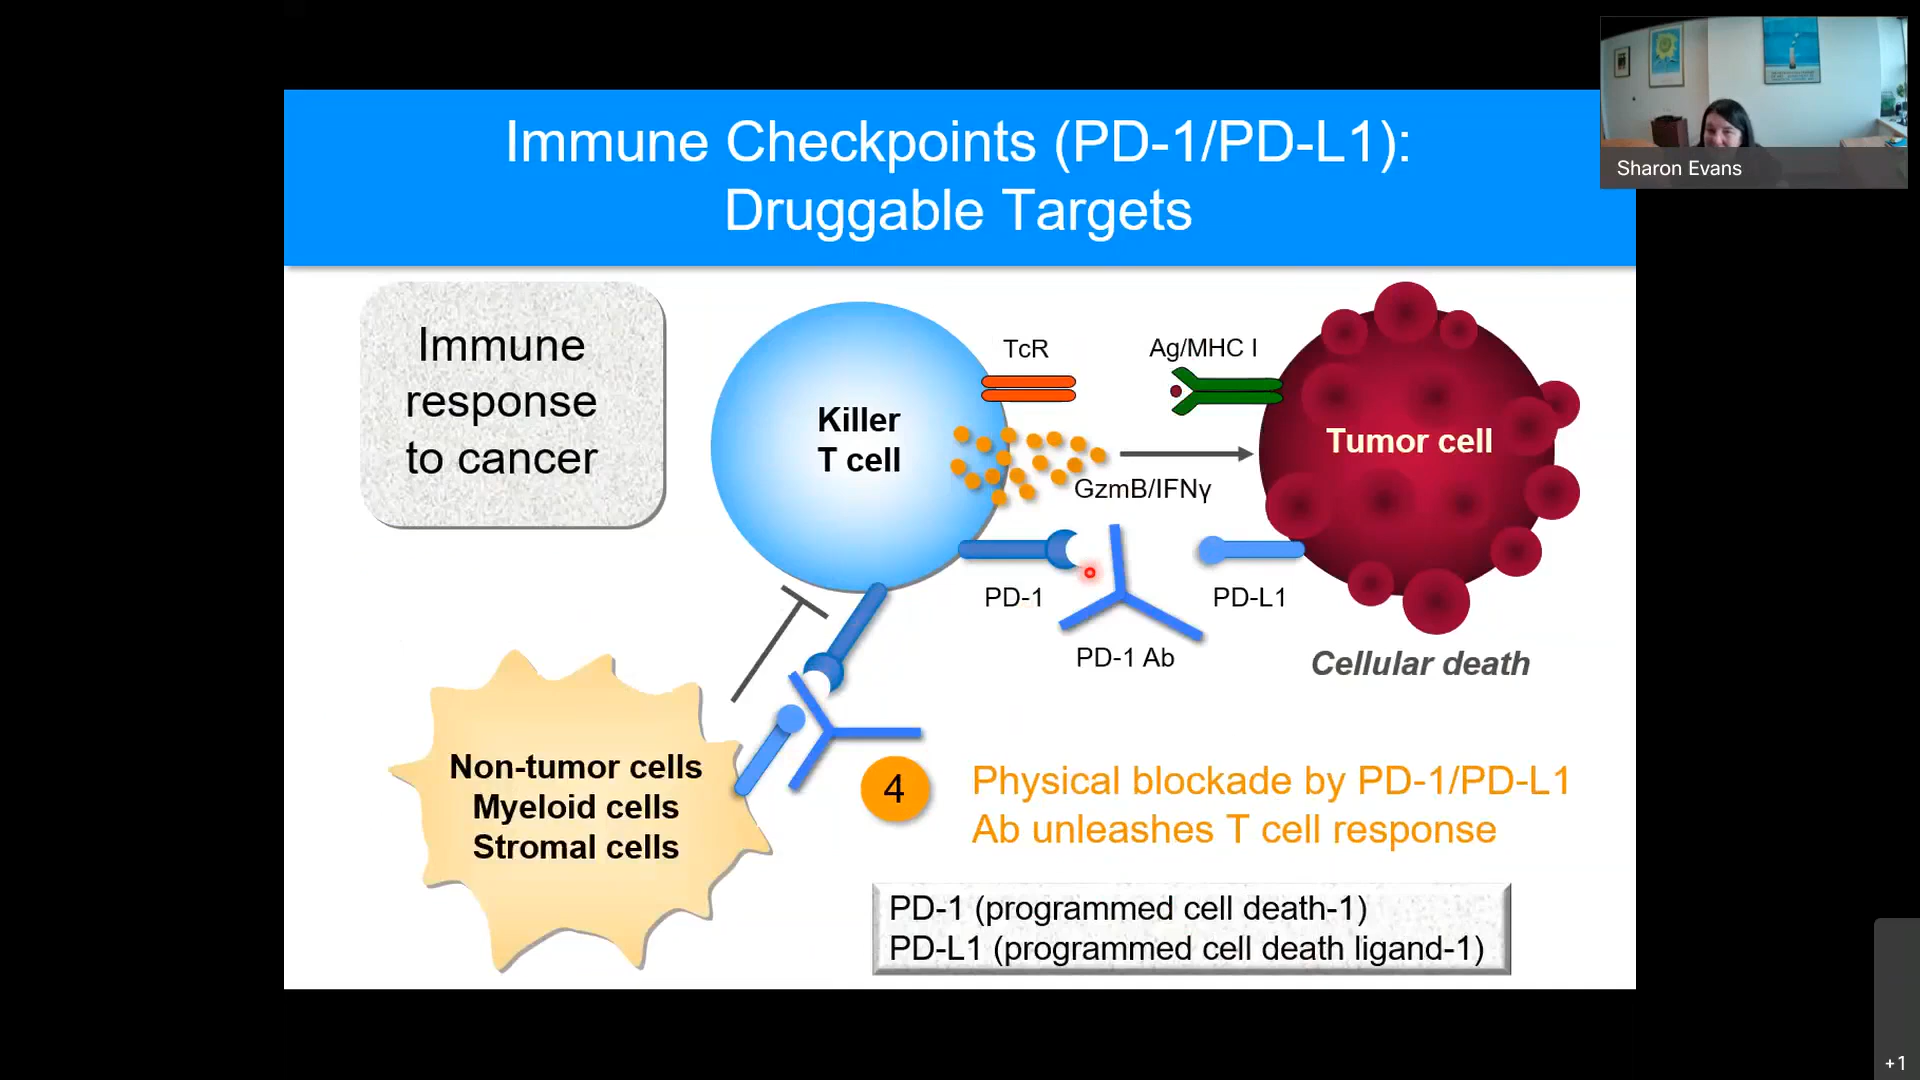 Immune Checkpoints (PD-1/PD-L1):
Druggable Targets
Sharon Evans
Immune
response
to cancer
Killer
T cell
TcR
Ag/MHC I
Tumor cell
GzmB/IFNγ
PD-1
PD-L1
PD-1 Ab
Cellular death
Non-tumor cells
Myeloid cells
Stromal cells
4
Physical blockade by PD-1/PD-L1
Ab unleashes T cell response
PD-1 (programmed cell death-1)
PD-L1 (programmed cell death ligand-1)
+1